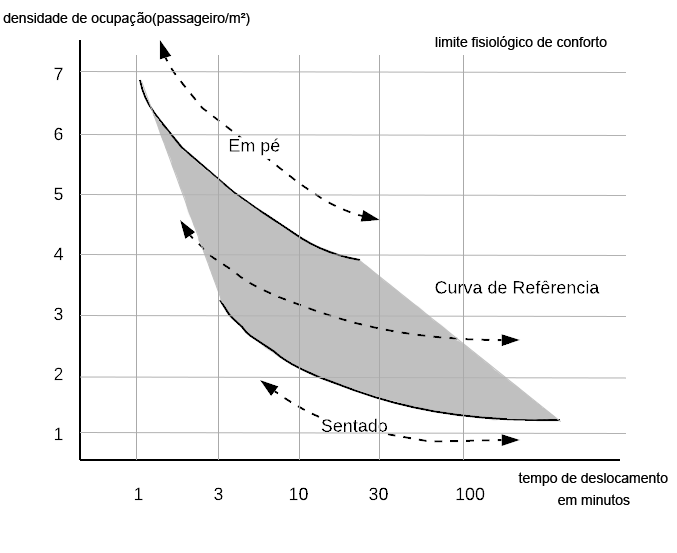 densidade de ocupação(passageiro/m²)
limite fisiológico de conforto
7
6
Em pé
5
4
Curva de Refêrencia
3
2
Sentado
1
tempo de deslocamento
em minutos
1 3 10 30 100